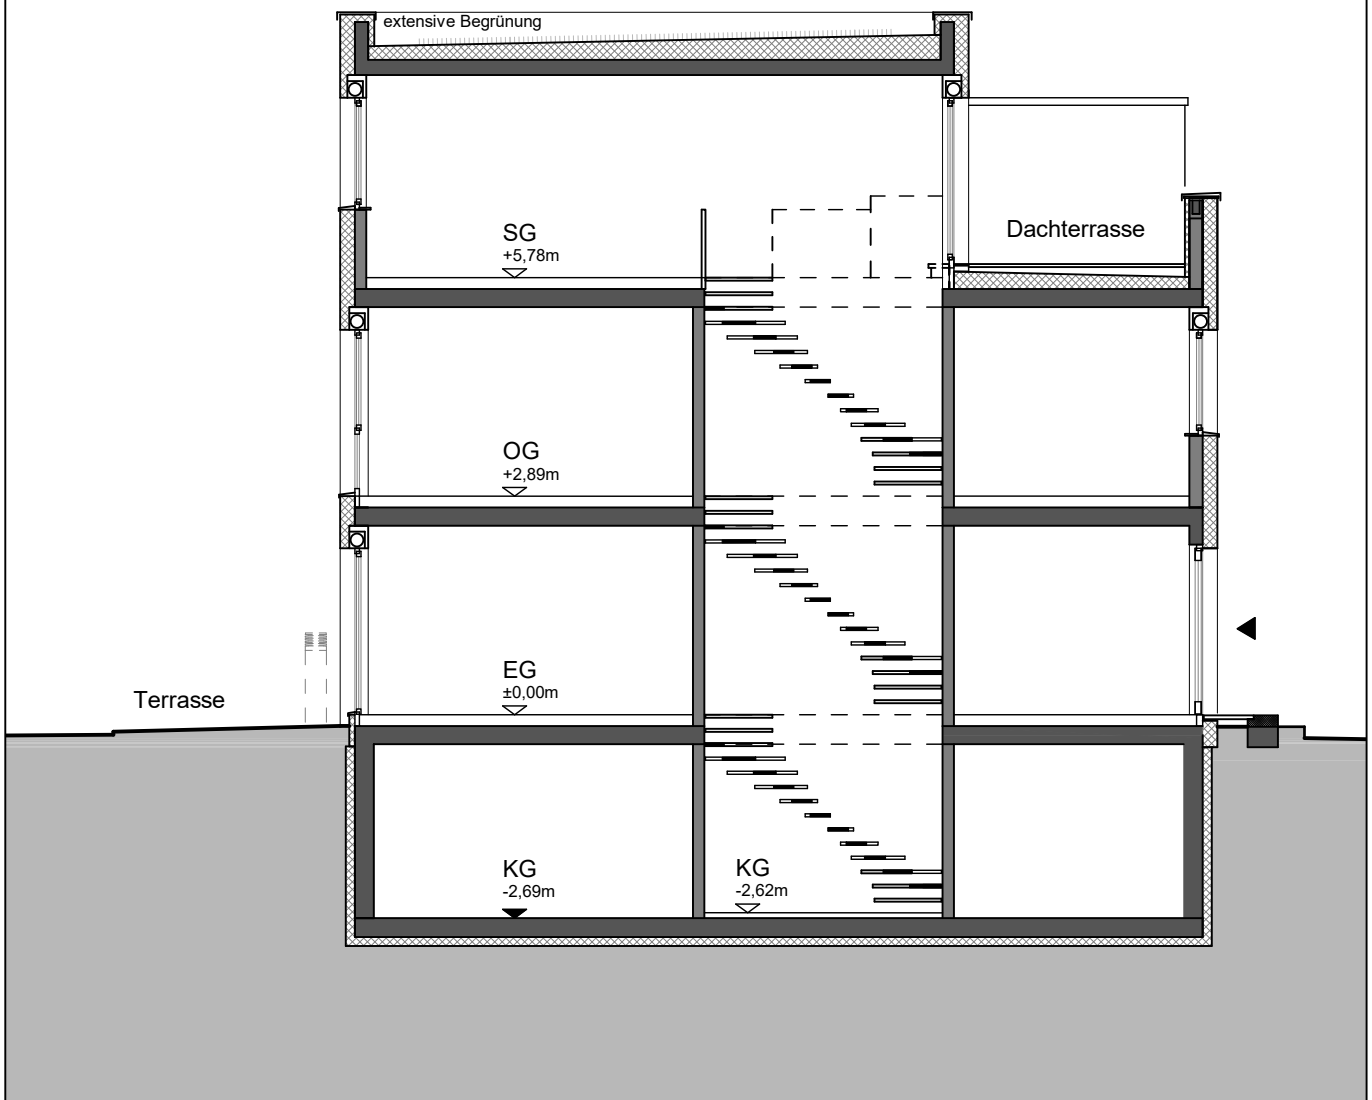 extensive Begrünung
SG
+5,78m
Dachterrasse
OG
+2,89m
EG
±0,00m
Terrasse
KG
-2,69m
KG
-2,62m